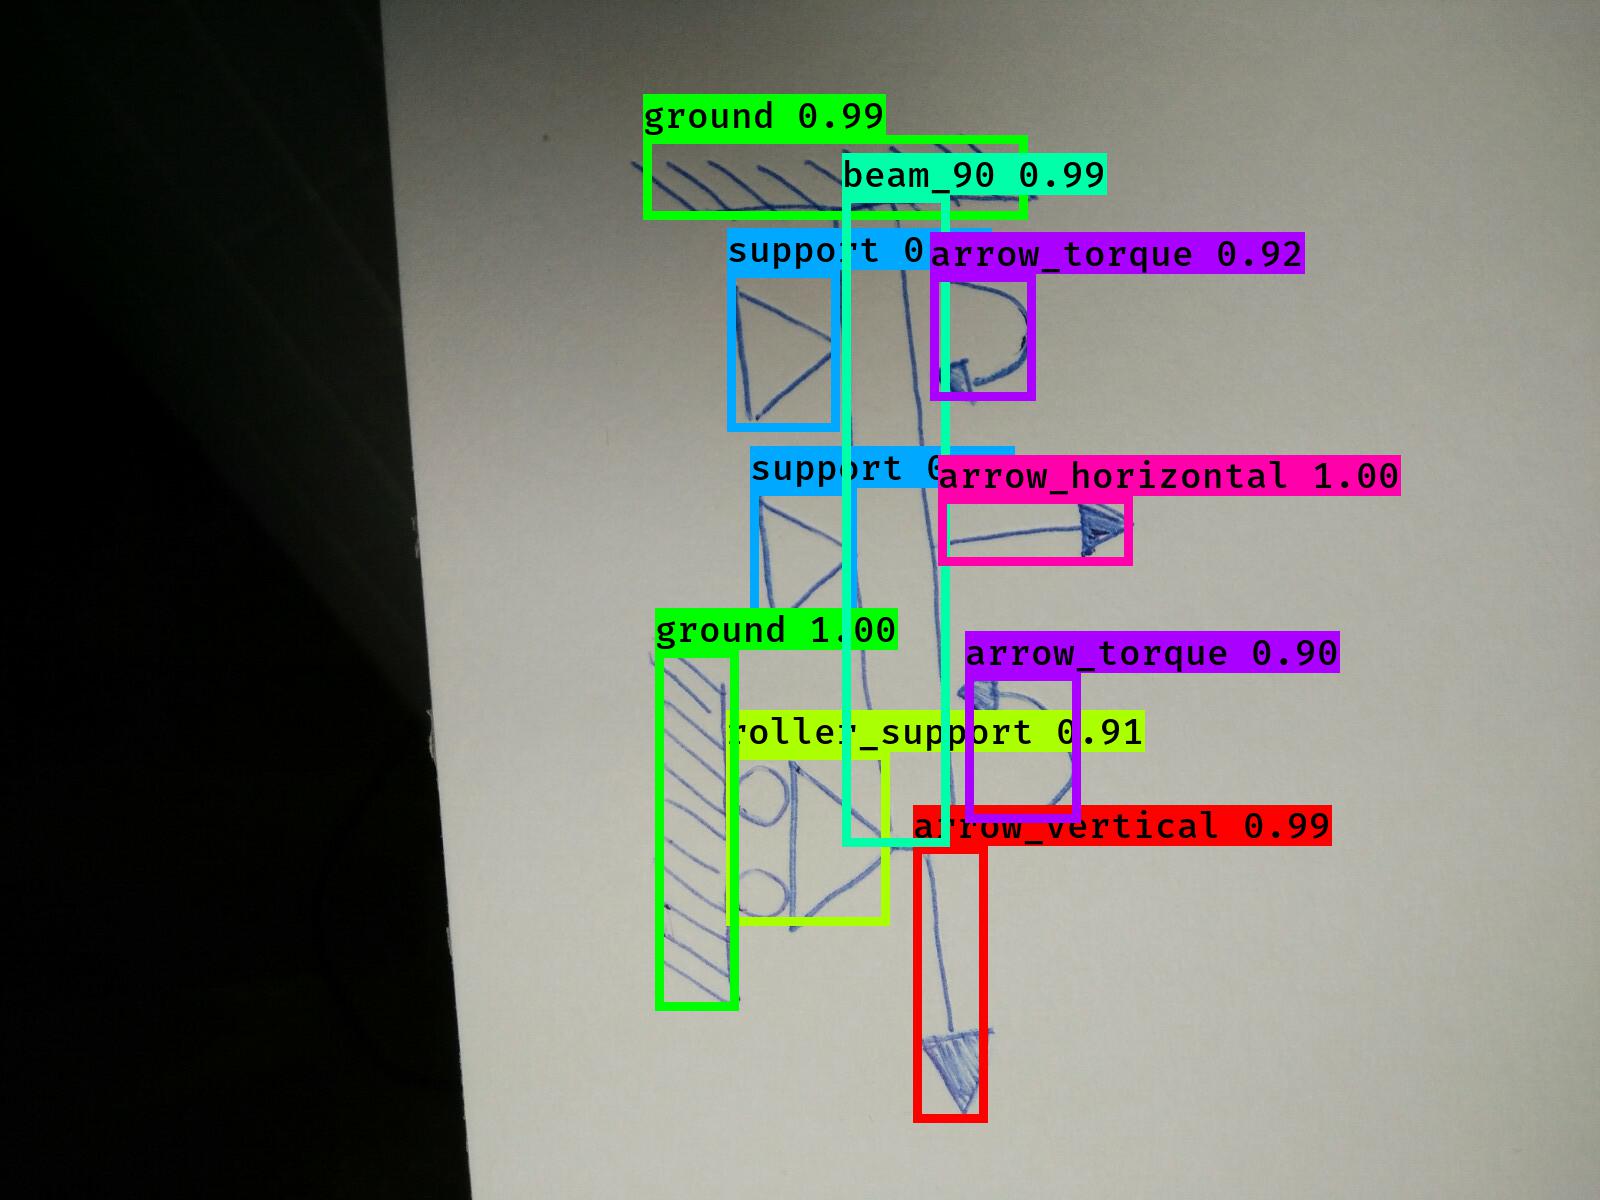 ground 0.99
beam_90 0.99
support 0
arrow_torque 0.92
support
arrow_horizontal 1.00
ground 1.00
arrow_torque 0.90
roller_support 0.91
arrow_vertical 0.99